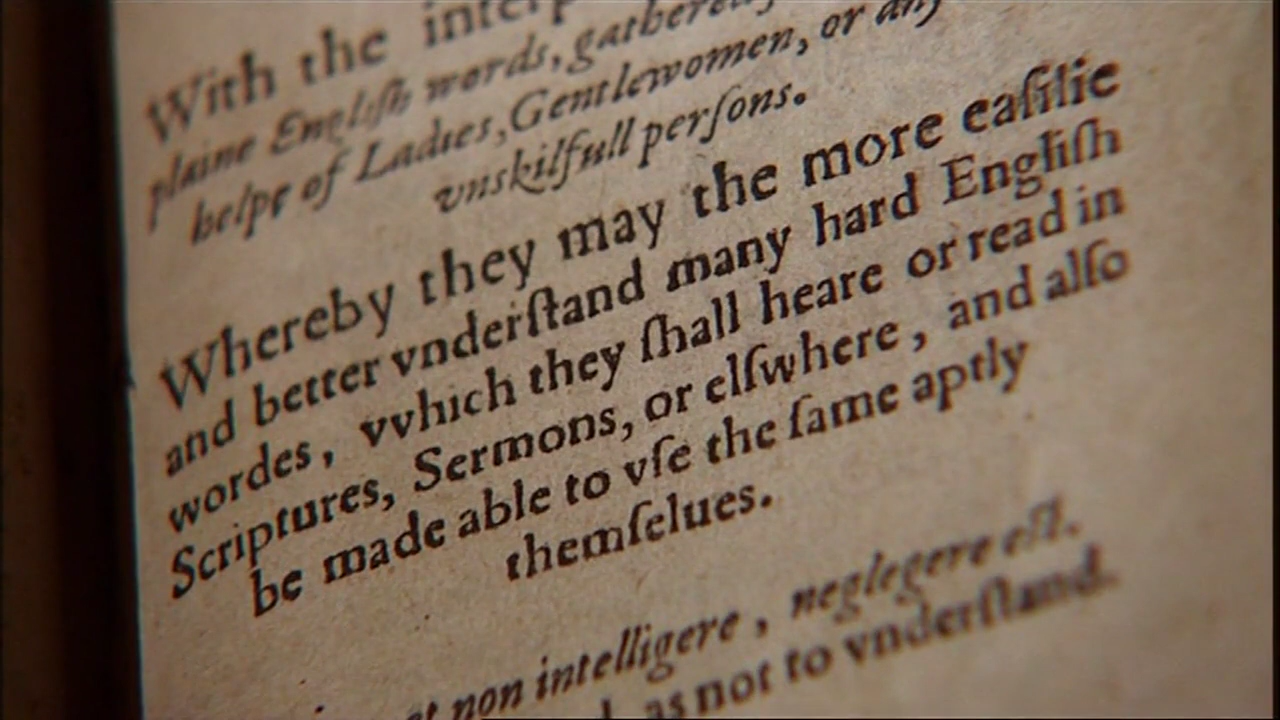 With the interp
plaine Engliſh words, gathered
helpe of Ladies, Gentlewomen, or any
vnskilfull perſons.
Whereby they may the more eaſilie
and better vnderſtand many hard Engliſh
wordes, vvhich they ſhall heare or read in
Scriptures, Sermons, or elſwhere, and alſo
be made able to vſe the ſame aptly
themſelues.
et non intelligere, neglegere eſt.
as not to vnderſtand.